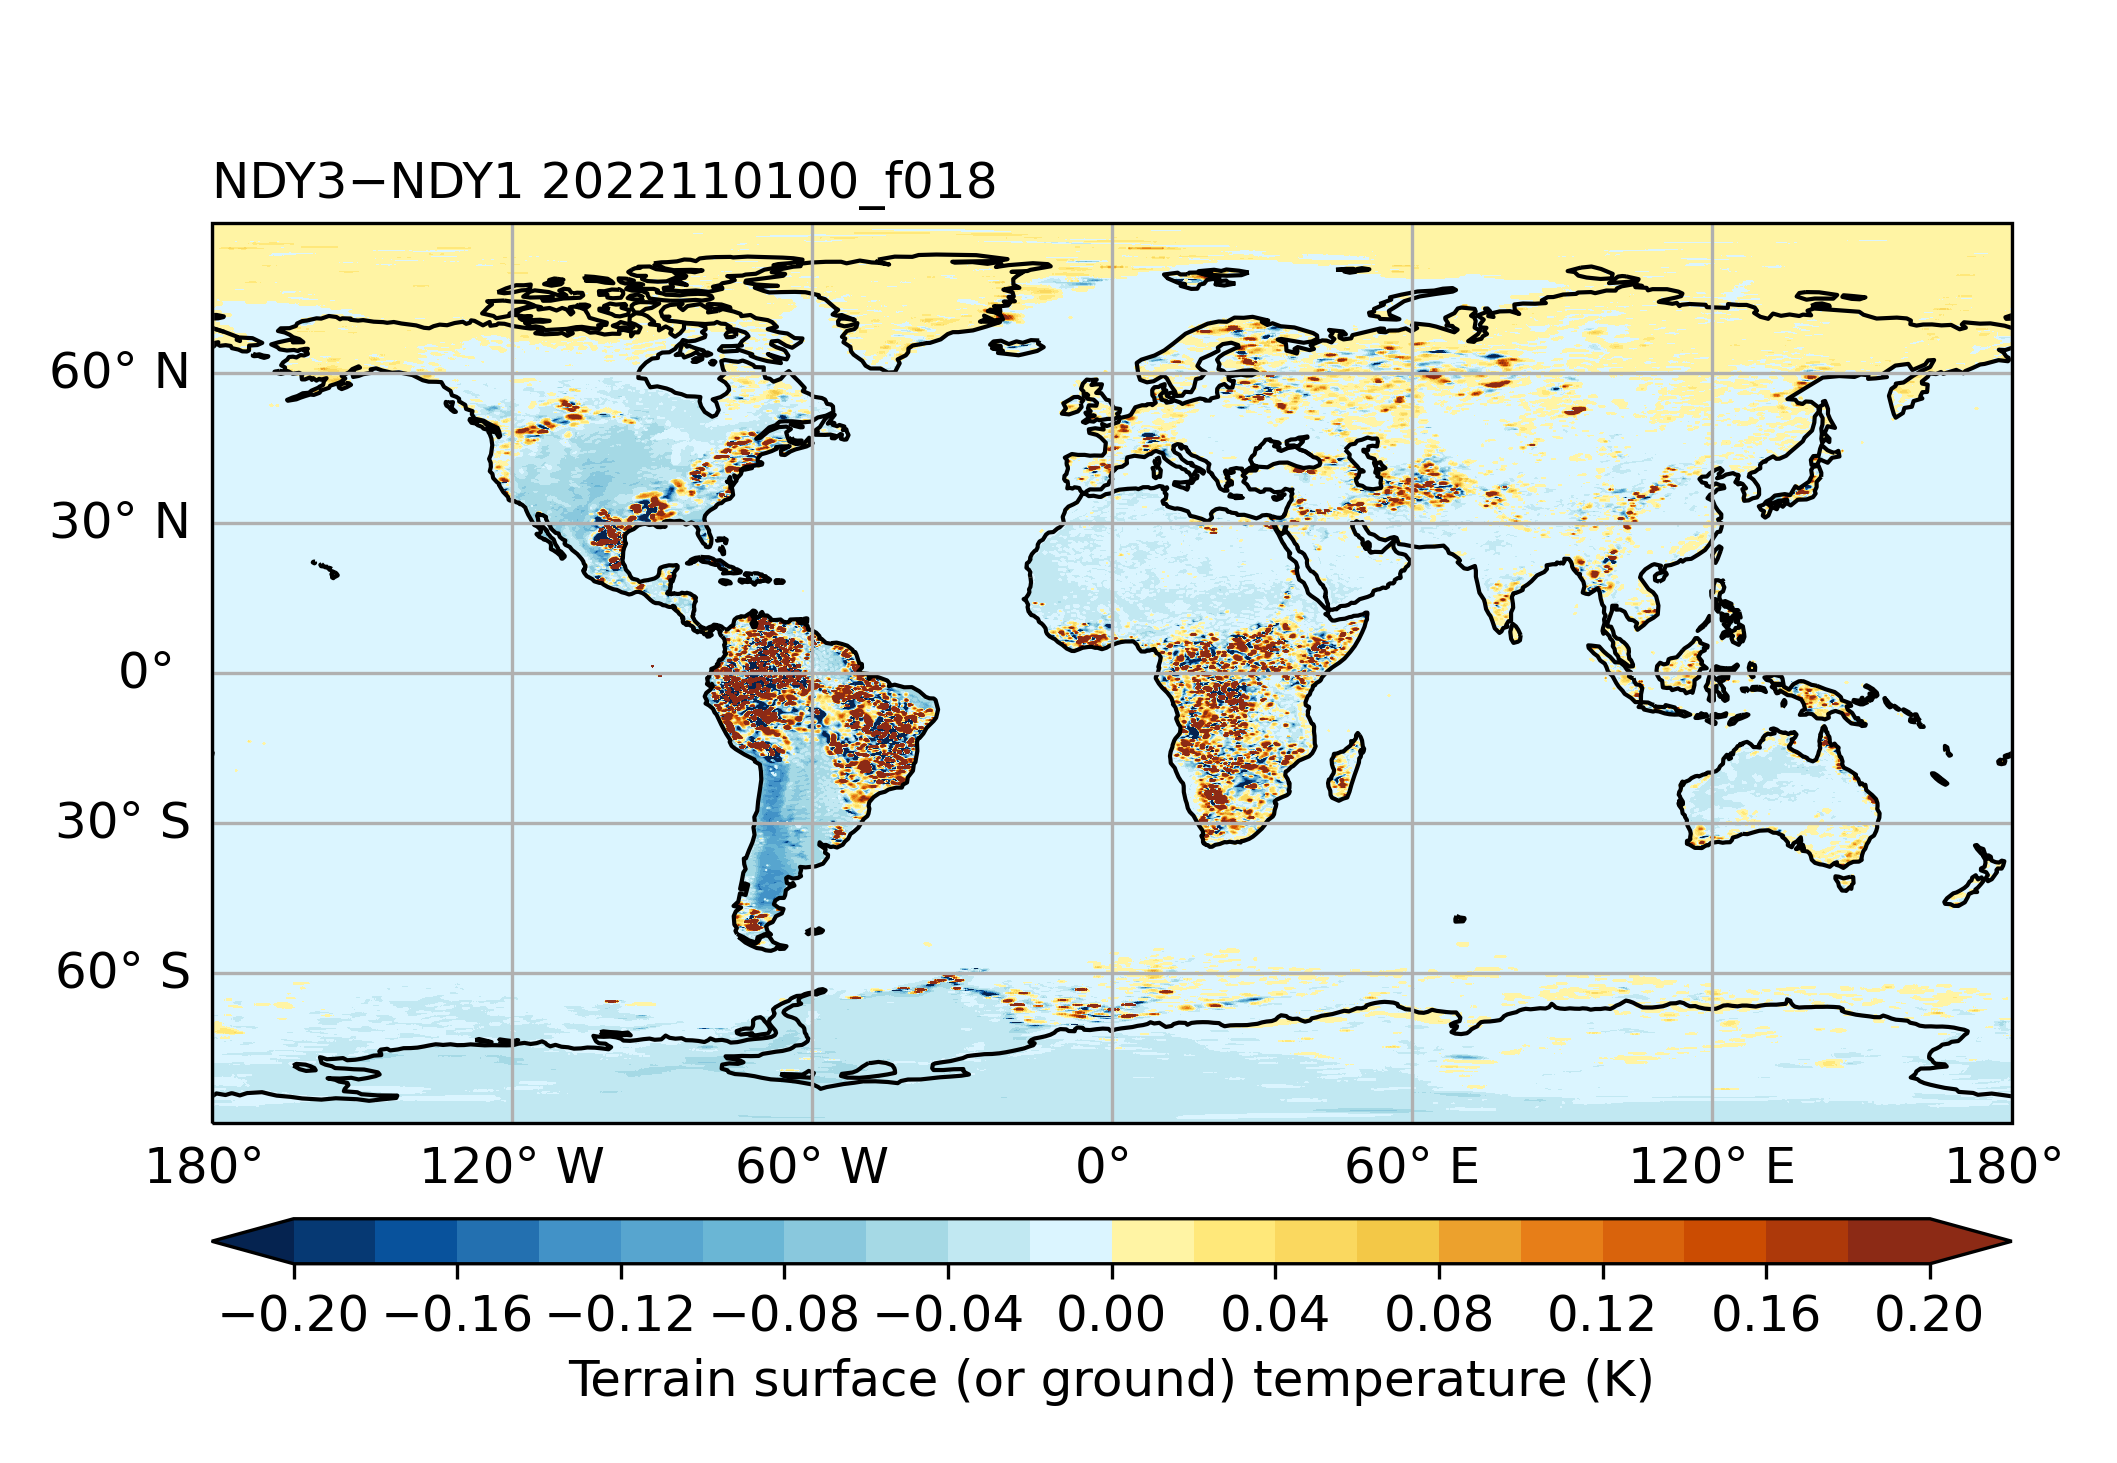 NDY3−NDY1 2022110100_f018
60° N
30° N
0°
30° S
60° S
180° 120° W 60° W 0° 60° E 120° E 180°
−0.20 −0.16 −0.12 −0.08 −0.04 0.00 0.04 0.08 0.12 0.16 0.20
Terrain surface (or ground) temperature (K)